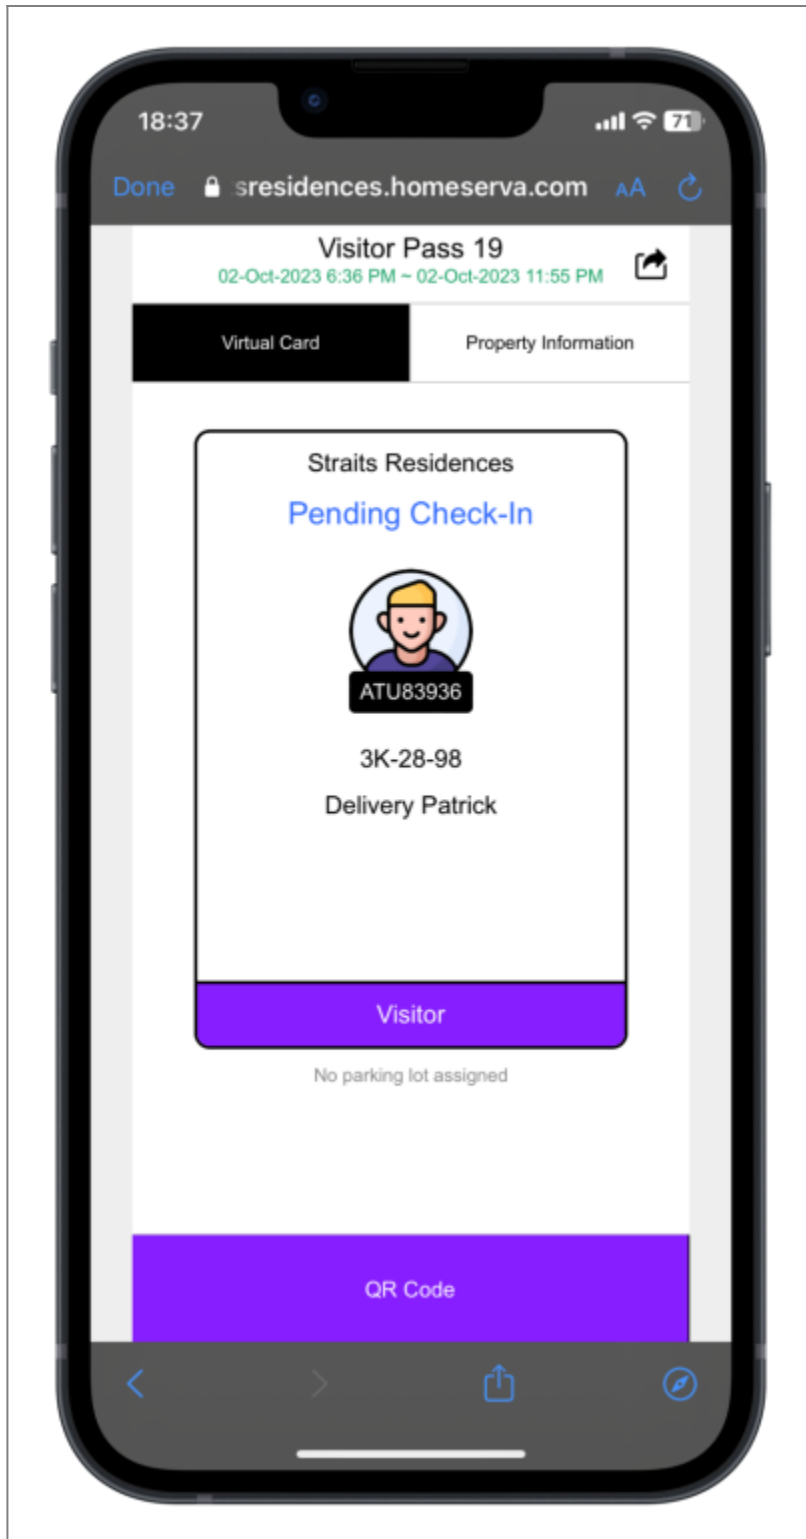 18:37
71
Done sresidences.homeserva.com AA
Visitor Pass 19
02-Oct-2023 6:36 PM ~ 02-Oct-2023 11:55 PM
Virtual Card Property Information
Straits Residences
Pending Check-In
ATU83936
3K-28-98
Delivery Patrick
Visitor
No parking lot assigned
QR Code